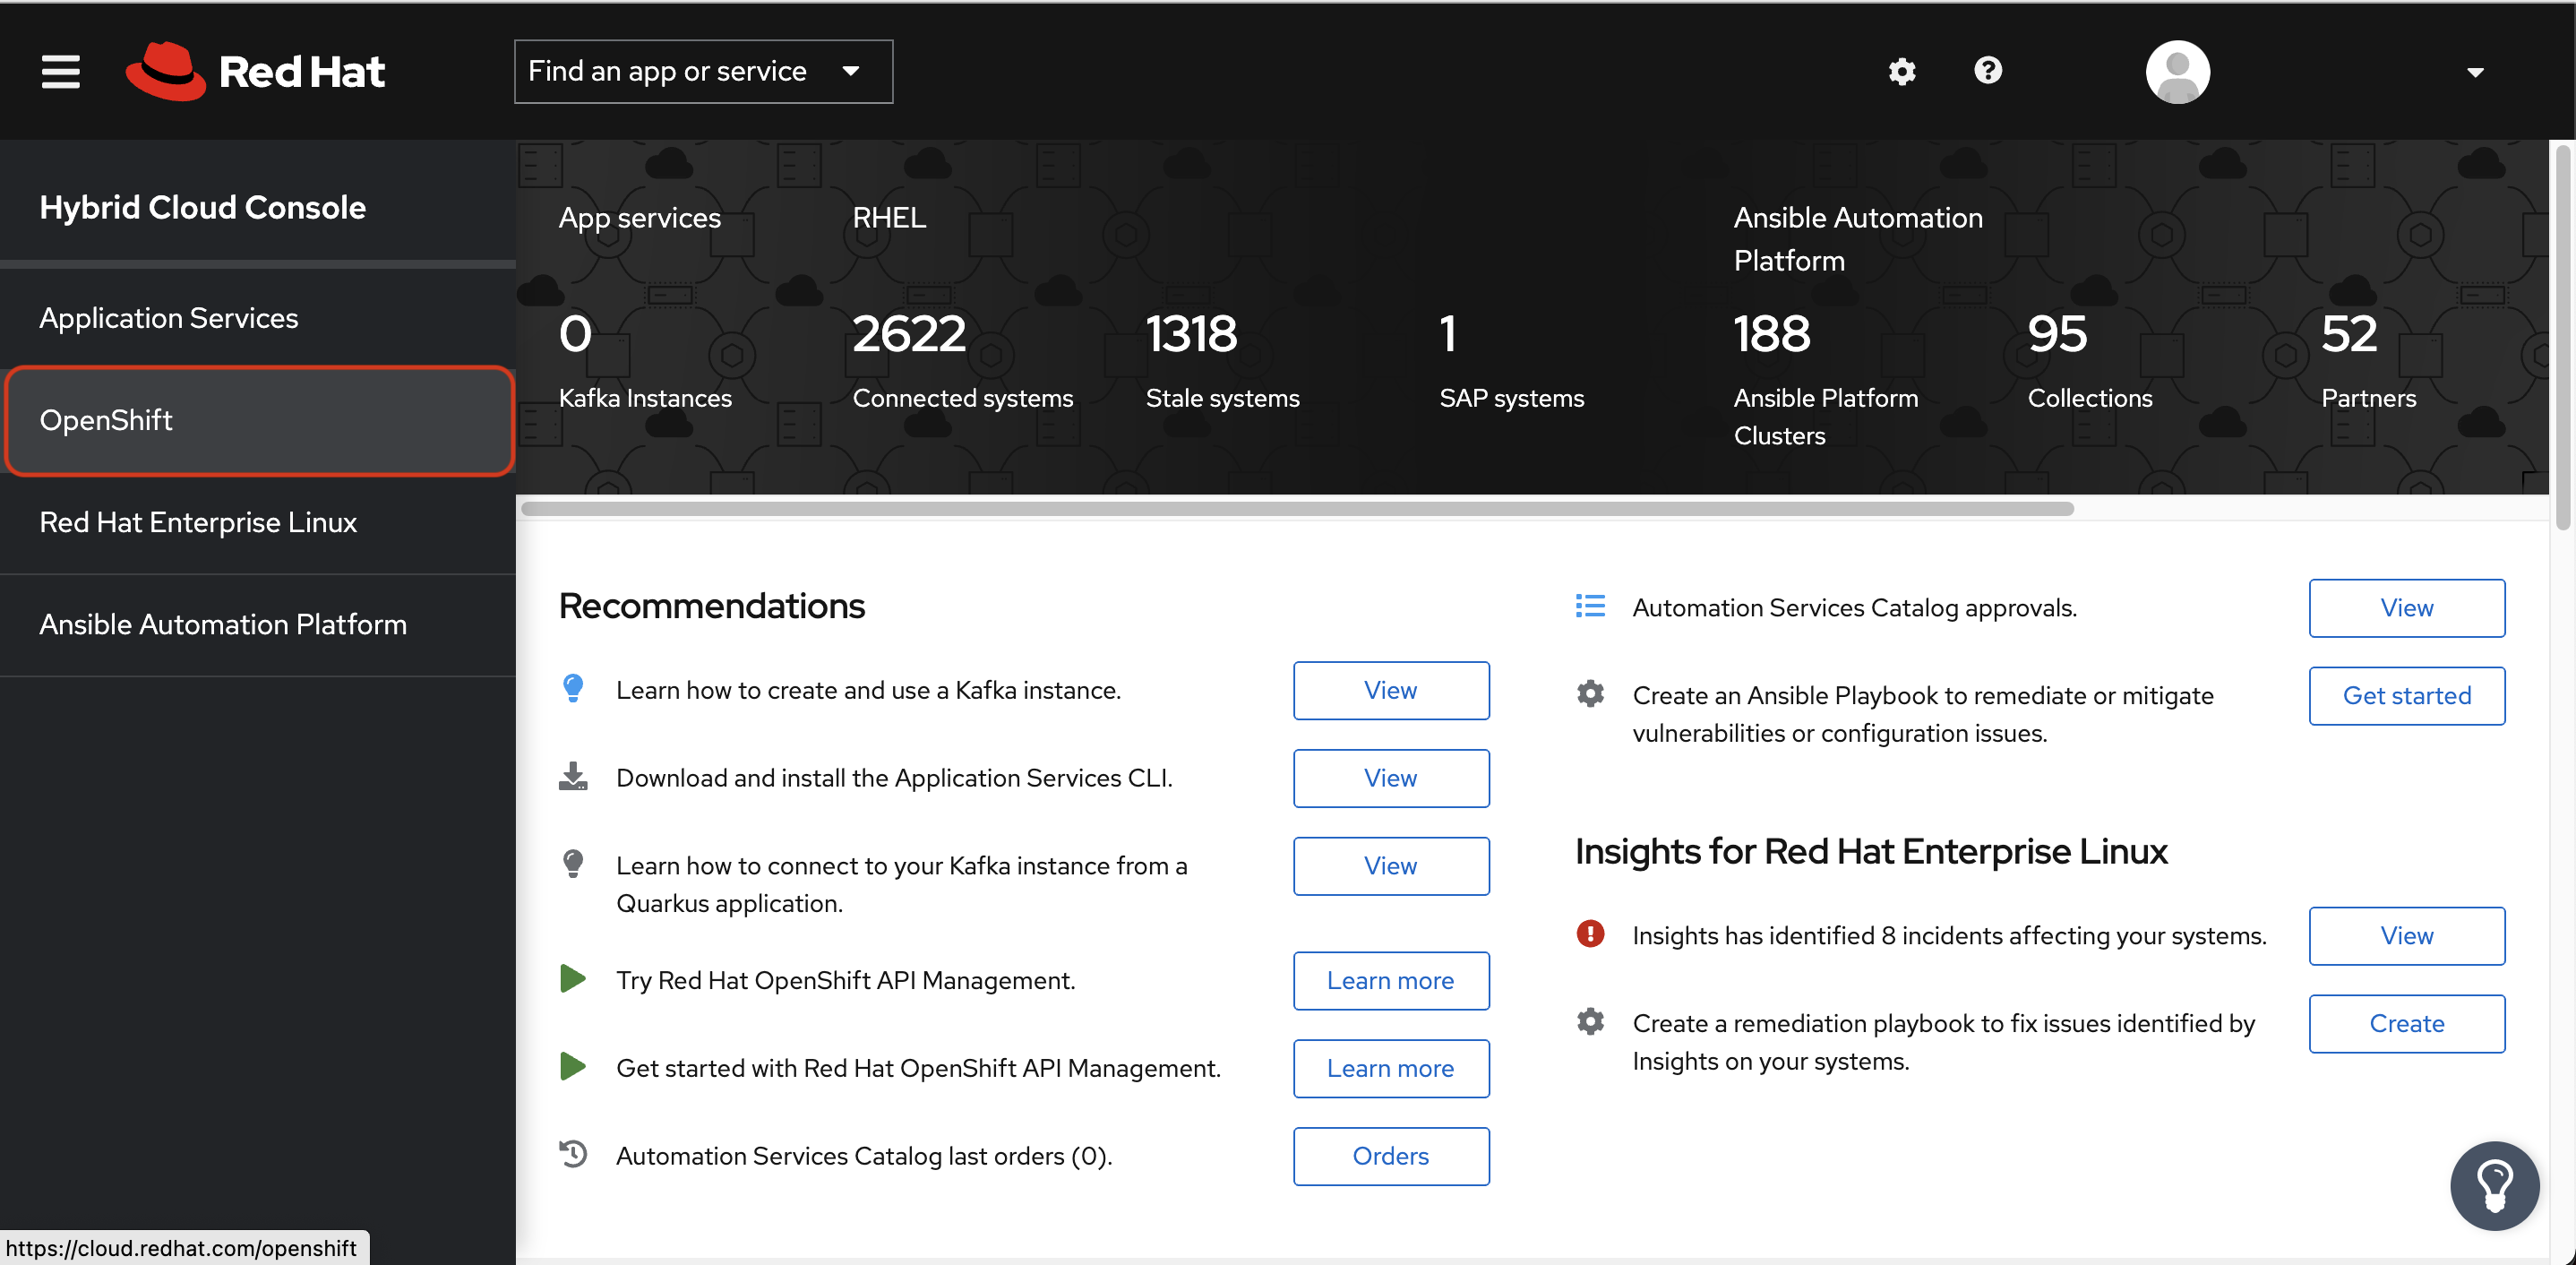 Red Hat
Find an app or service
Hybrid Cloud Console
Application Services
OpenShift
Red Hat Enterprise Linux
Ansible Automation Platform
App services
RHEL
Ansible Automation
Platform
0
2622
1318
1
188
95
52
Kafka Instances
Connected systems
Stale systems
SAP systems
Ansible Platform
Clusters
Collections
Partners
Recommendations
Learn how to create and use a Kafka instance.
View
Download and install the Application Services CLI.
View
Learn how to connect to your Kafka instance from a
Quarkus application.
View
Try Red Hat OpenShift API Management.
Learn more
Get started with Red Hat OpenShift API Management.
Learn more
Automation Services Catalog last orders (0).
Orders
Automation Services Catalog approvals.
View
Create an Ansible Playbook to remediate or mitigate
vulnerabilities or configuration issues.
Get started
Insights for Red Hat Enterprise Linux
Insights has identified 8 incidents affecting your systems.
View
Create a remediation playbook to fix issues identified by
Insights on your systems.
Create
https://cloud.redhat.com/openshift